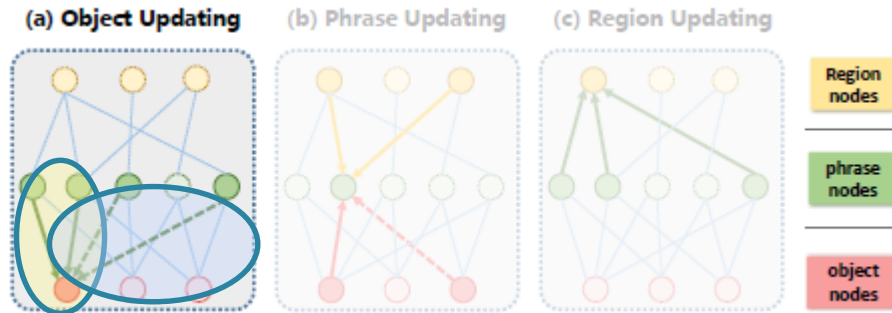 (a) Object Updating
(b) Phrase Updating
(c) Region Updating
Region
nodes
phrase
nodes
object
nodes